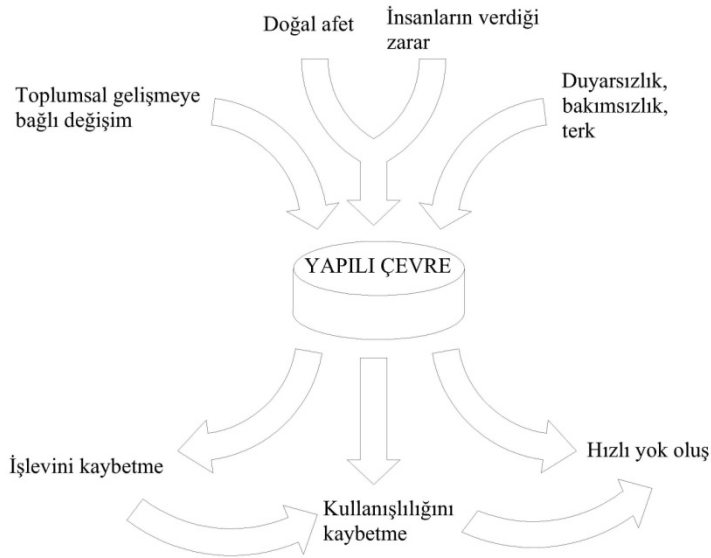 Doğal afet
İnsanların verdiği
zarar
Toplumsal gelişmeye
bağlı değişim
Duyarsızlık,
bakımsızlık,
terk
YAPILI ÇEVRE
İşlevini kaybetme
Kullanışlılığını
kaybetme
Hızlı yok oluş